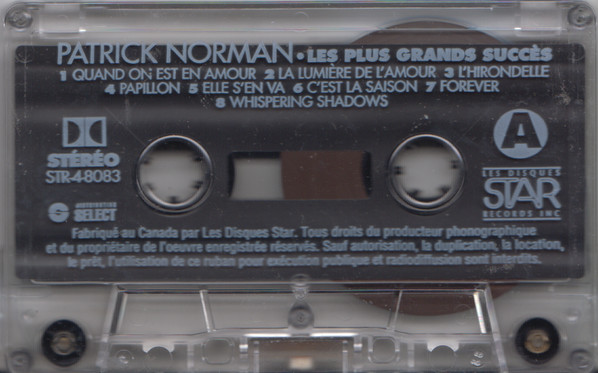 PATRICK NORMAN • LES PLUS GRANDS SUCCÈS
1 QUAND ON EST EN AMOUR 2 LA LUMIÈRE DE L'AMOUR 3 L'HIRONDELLE
4 PAPILLON 5 ELLE S'EN VA 6 C'EST LA SAISON 7 FOREVER
8 WHISPERING SHADOWS
A
STÉRÉO
STR-48083
LES DISQUES
STAR
RECORDS INC
DISTRIBUTION
SELECT
Fabriqué au Canada par Les Disques Star. Tous droits du producteur phonographique
et du propriétaire de l'oeuvre enregistrée réservés. Sauf autorisation, la duplication, la location,
le prêt, l'utilisation de ce ruban pour exécution publique et radiodiffusion sont interdits.